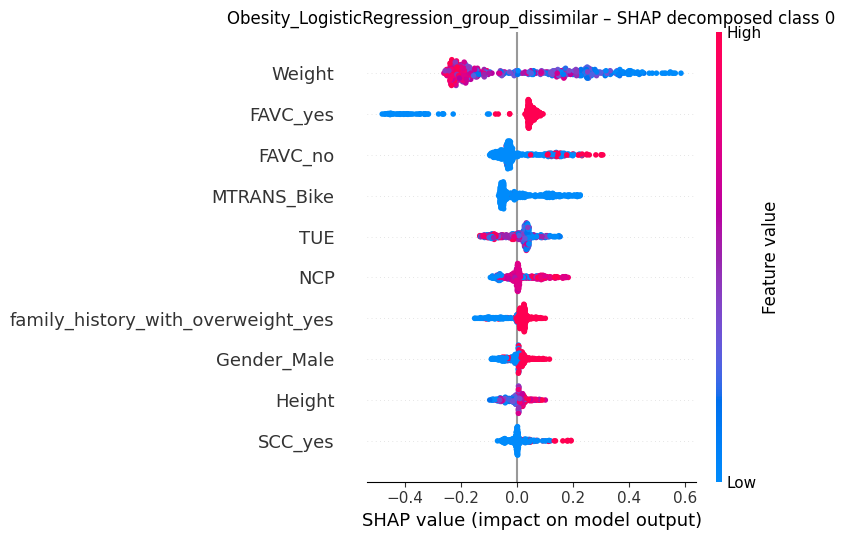 Obesity_LogisticRegression_group_dissimilar – SHAP decomposed class 0
High
Weight
FAVC_yes
FAVC_no
MTRANS_Bike
TUE
NCP
family_history_with_overweight_yes
Gender_Male
Height
SCC_yes
Feature value
Low
−0.4 −0.2 0.0 0.2 0.4 0.6
SHAP value (impact on model output)